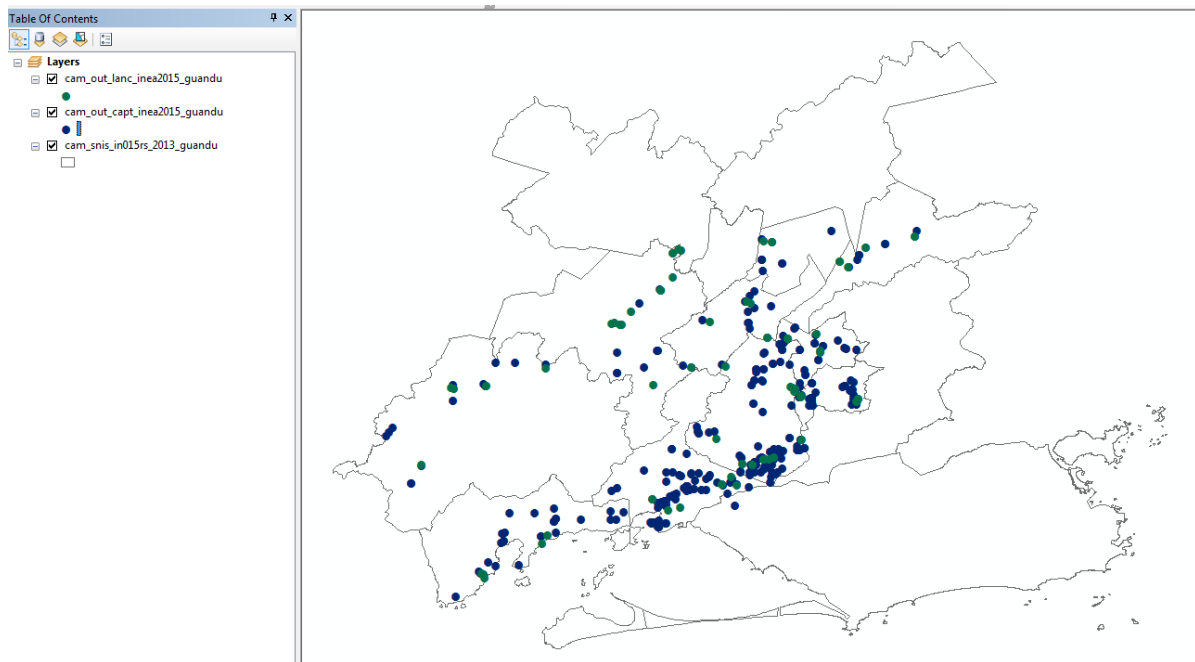 Table Of Contents
Layers
cam_out_lanc_inea2015_guandu
cam_out_capt_inea2015_guandu
cam_snis_in015rs_2013_guandu